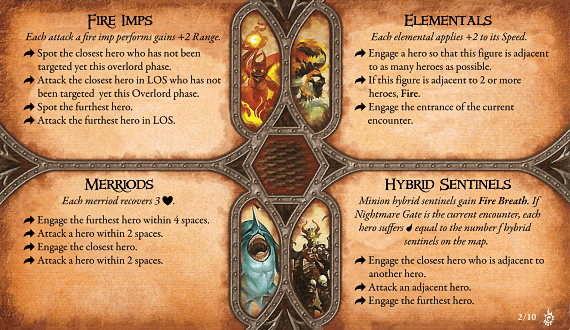 FIRE IMPS
Each attack a fire imp performs gains +2 Range.
Spot the closest hero who has not been
targeted yet this overlord phase.
Attack the closest hero in LOS who has not
been targeted yet this Overlord phase.
Spot the furthest hero.
Attack the furthest hero in LOS.
ELEMENTALS
Each elemental applies +2 to its Speed.
Engage a hero so that this figure is adjacent
to as many heroes as possible.
If this figure is adjacent to 2 or more
heroes, Fire.
Engage the entrance of the current
encounter.
MERRIODS
Each merriod recovers 3 ♥.
Engage the furthest hero within 4 spaces.
Attack a hero within 2 spaces.
Engage the closest hero.
Attack a hero within 2 spaces.
HYBRID SENTINELS
Minion hybrid sentinels gain Fire Breath. If
Nightmare Gate is the current encounter, each
hero suffers equal to the number f hybrid
sentinels on the map.
Engage the closest hero who is adjacent to
another hero.
Attack an adjacent hero.
Engage the furthest hero.
2/10